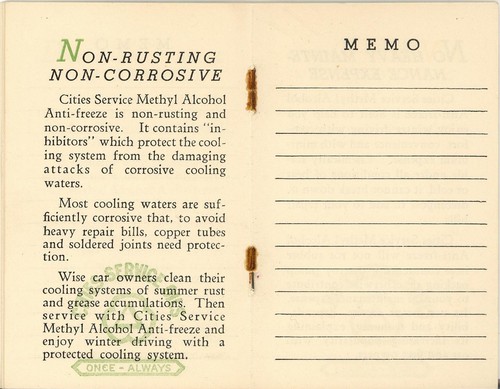 NON-RUSTING
NON-CORROSIVE
Cities Service Methyl Alcohol
Anti-freeze is non-rusting and
non-corrosive. It contains "in-
hibitors" which protect the cool-
ing system from the damaging
attacks of corrosive cooling
waters.
Most cooling waters are suf-
ficiently corrosive that, to avoid
heavy repair bills, copper tubes
and soldered joints need protec-
tion.
Wise car owners clean their
cooling systems of summer rust
and grease accumulations. Then
service with Cities Service
Methyl Alcohol Anti-freeze and
enjoy winter driving with a
protected cooling system.
ONCE - ALWAYS
MEMO